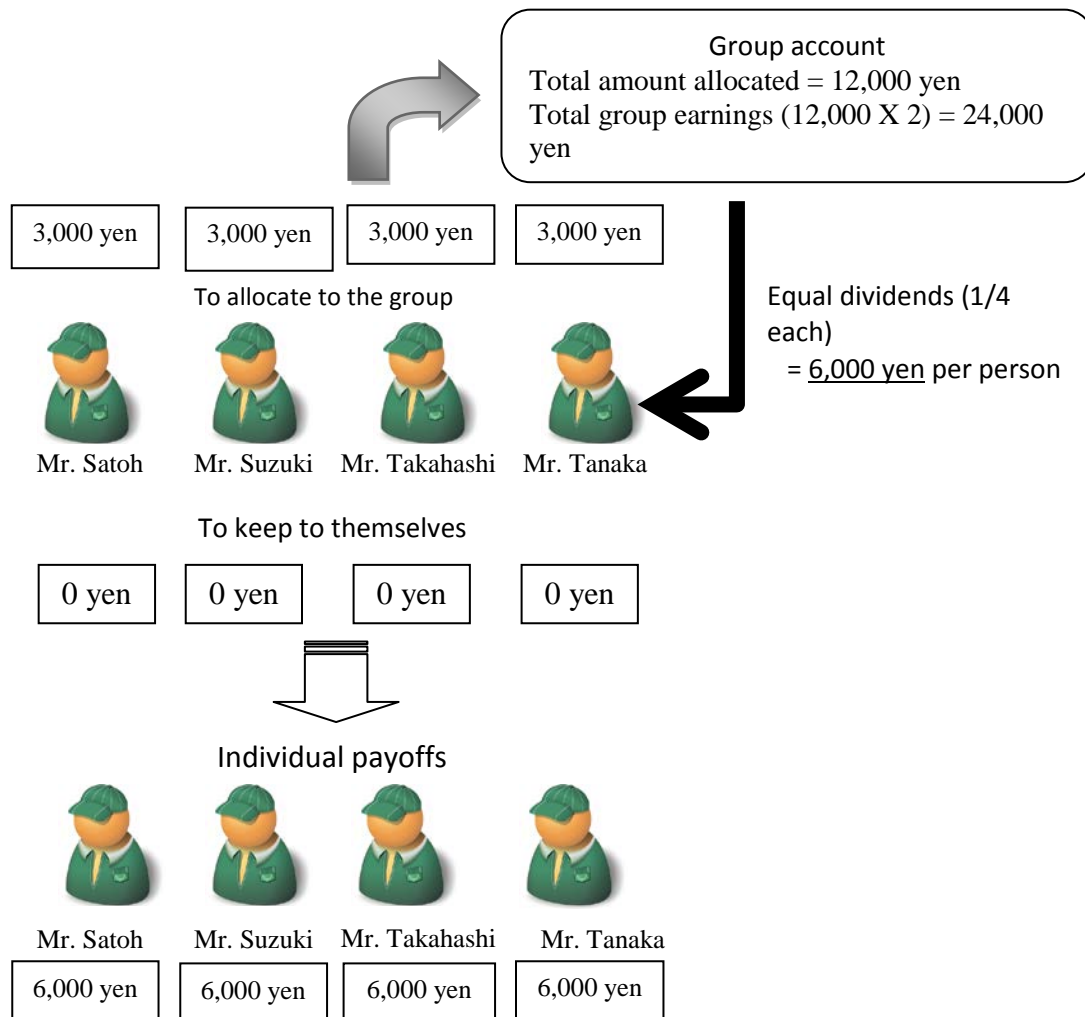 Group account
Total amount allocated = 12,000 yen
Total group earnings (12,000 X 2) = 24,000
yen
3,000 yen
3,000 yen
3,000 yen
3,000 yen
To allocate to the group
Equal dividends (1/4
each)
= 6,000 yen per person
Mr. Satoh
Mr. Suzuki
Mr. Takahashi
Mr. Tanaka
To keep to themselves
0 yen
0 yen
0 yen
0 yen
Individual payoffs
Mr. Satoh
Mr. Suzuki
Mr. Takahashi
Mr. Tanaka
6,000 yen
6,000 yen
6,000 yen
6,000 yen